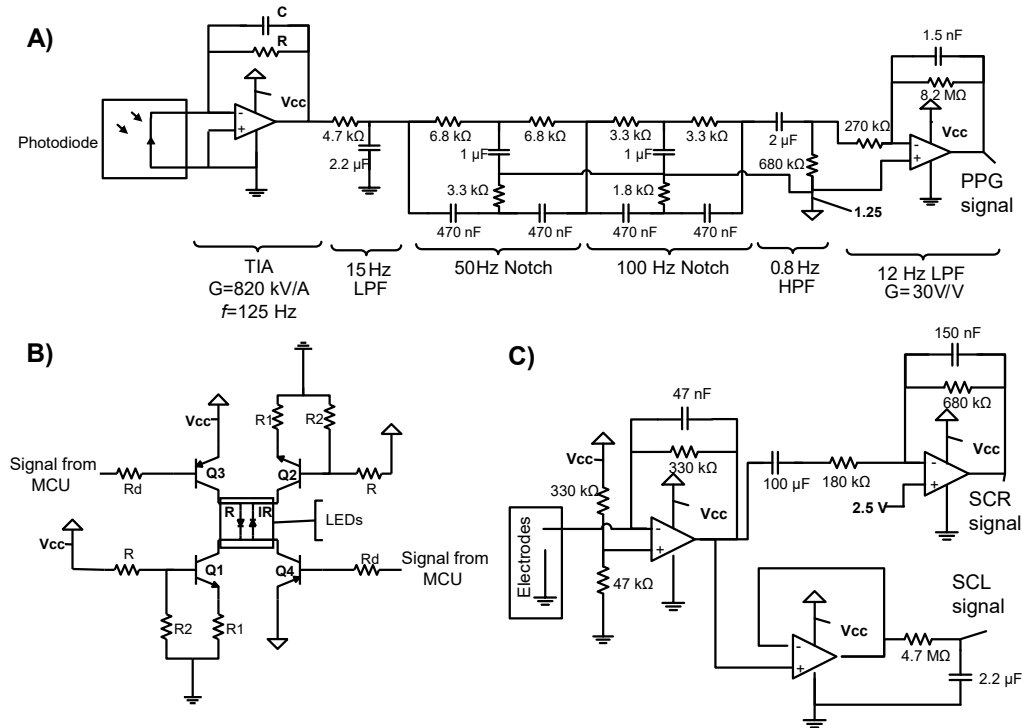 A)
C
R
Vcc
Photodiode
-
+
4.7 kΩ
2.2 µF
6.8 kΩ
6.8 kΩ
1 µF
3.3 kΩ
470 nF
470 nF
3.3 kΩ
3.3 kΩ
1 µF
1.8 kΩ
470 nF
470 nF
2 µF
680 kΩ
1.25
270 kΩ
1.5 nF
8.2 MΩ
Vcc
-
+
PPG
signal
TIA
G=820 kV/A
f=125 Hz
15 Hz
LPF
50Hz Notch
100 Hz Notch
0.8 Hz
HPF
12 Hz LPF
G=30V/V
B)
Vcc
R1
R2
Signal from
MCU
Rd
Q3
Q2
R
R
IR
LEDs
Vcc
R
Q1
Q4
Rd
Signal from
MCU
R2
R1
C)
47 nF
330 kΩ
Vcc
330 kΩ
Vcc
-
+
Electrodes
47 kΩ
100 µF
180 kΩ
150 nF
680 kΩ
Vcc
-
+
2.5 V
SCR
signal
Vcc
-
+
SCL
signal
4.7 MΩ
2.2 µF